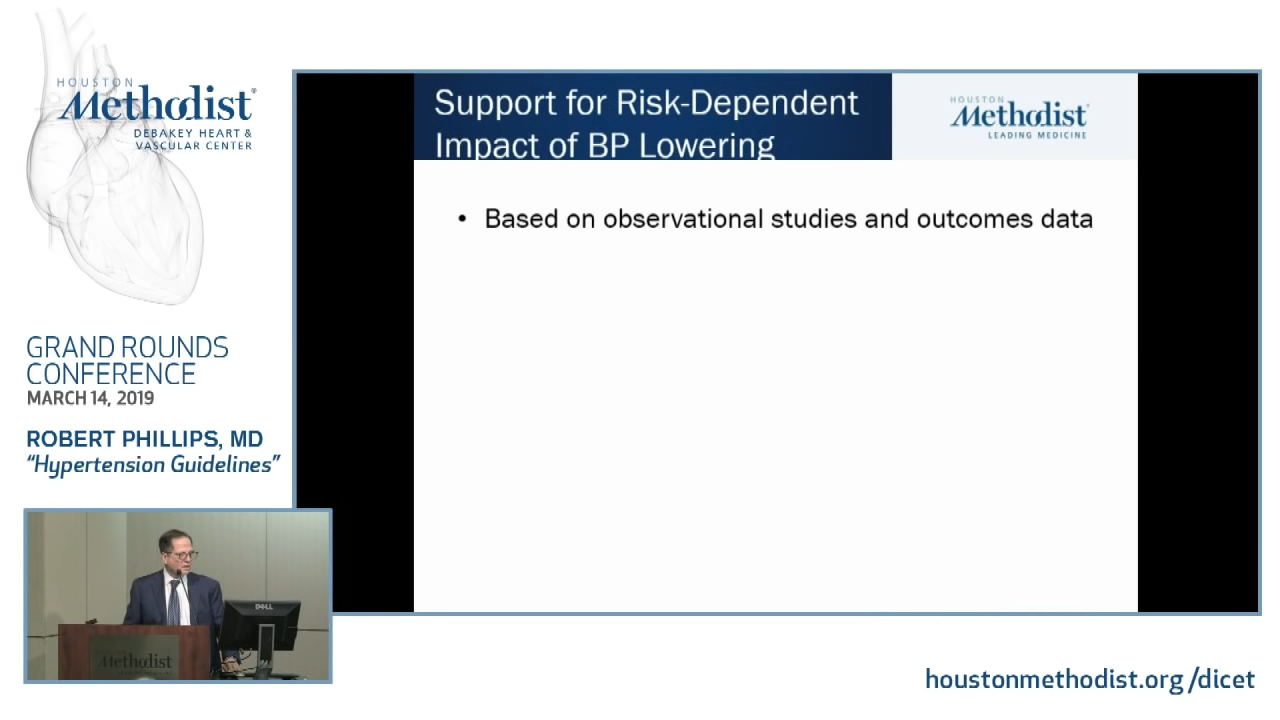 HOUSTON
Methodist®
DEBAKEY HEART &
VASCULAR CENTER
GRAND ROUNDS
CONFERENCE
MARCH 14, 2019
ROBERT PHILLIPS, MD
“Hypertension Guidelines”
Support for Risk-Dependent
Impact of BP Lowering
HOUSTON
Methodist®
LEADING MEDICINE
• Based on observational studies and outcomes data
DELL
Methodist
houstonmethodist.org/dicet